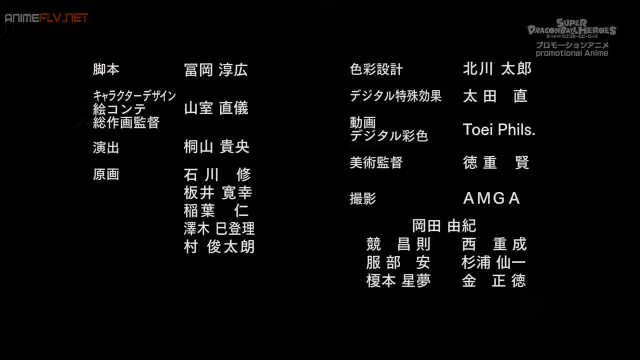 ANIMEFLV.NET
SUPER
DRAGONBALL HEROES
プロモーションアニメ
promotional Anime
脚本 冨岡 淳広
キャラクターデザイン
絵コンテ
総作画監督
山室 直儀
演出 桐山 貴央
原画 石川 修
板井 寛幸
稲葉 仁
澤木 巳登理
村 俊太朗
色彩設計 北川 太郎
デジタル特殊効果 太田 直
動画
デジタル彩色
Toei Phils.
美術監督 徳重 賢
撮影 AMGA
岡田 由紀
競 昌則 西 重成
服部 安 杉浦 仙一
榎本 星夢 金 正徳